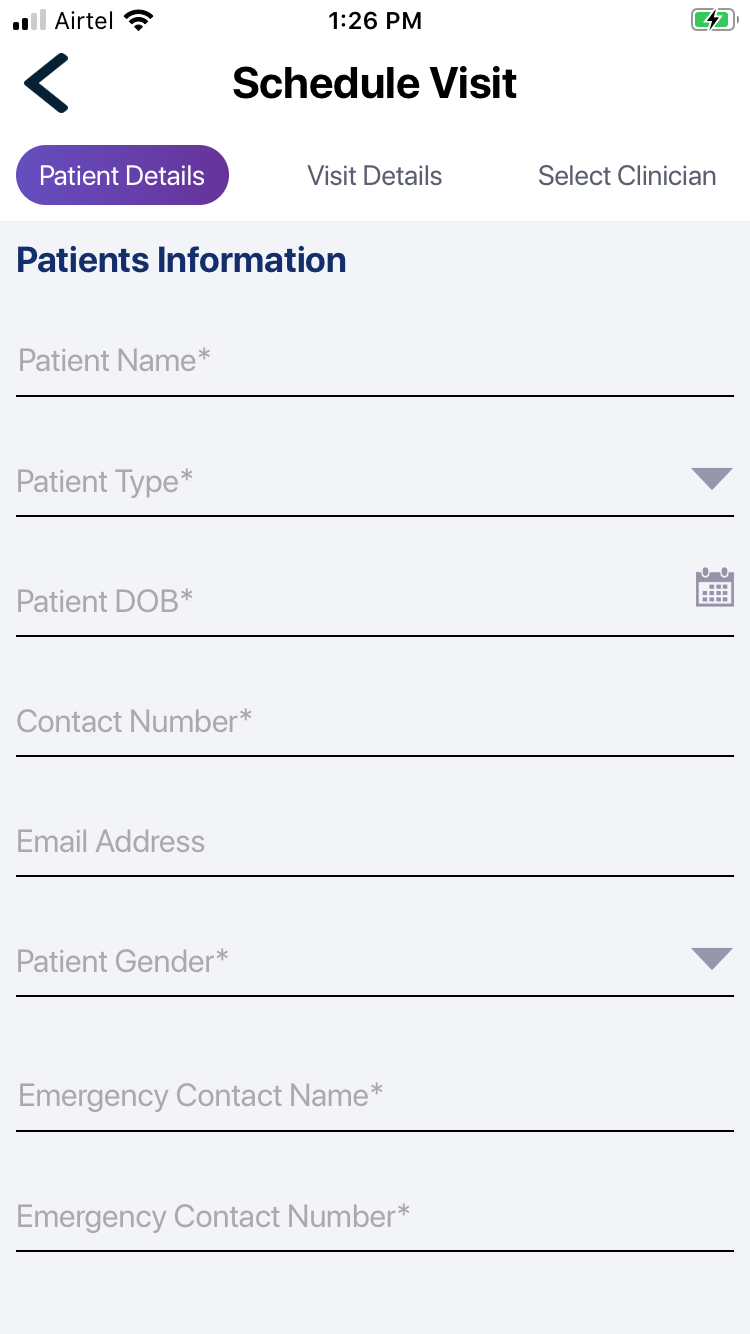 Airtel 1:26 PM
Schedule Visit
Patient Details Visit Details Select Clinician
Patients Information
Patient Name*
Patient Type*
Patient DOB*
Contact Number*
Email Address
Patient Gender*
Emergency Contact Name*
Emergency Contact Number*